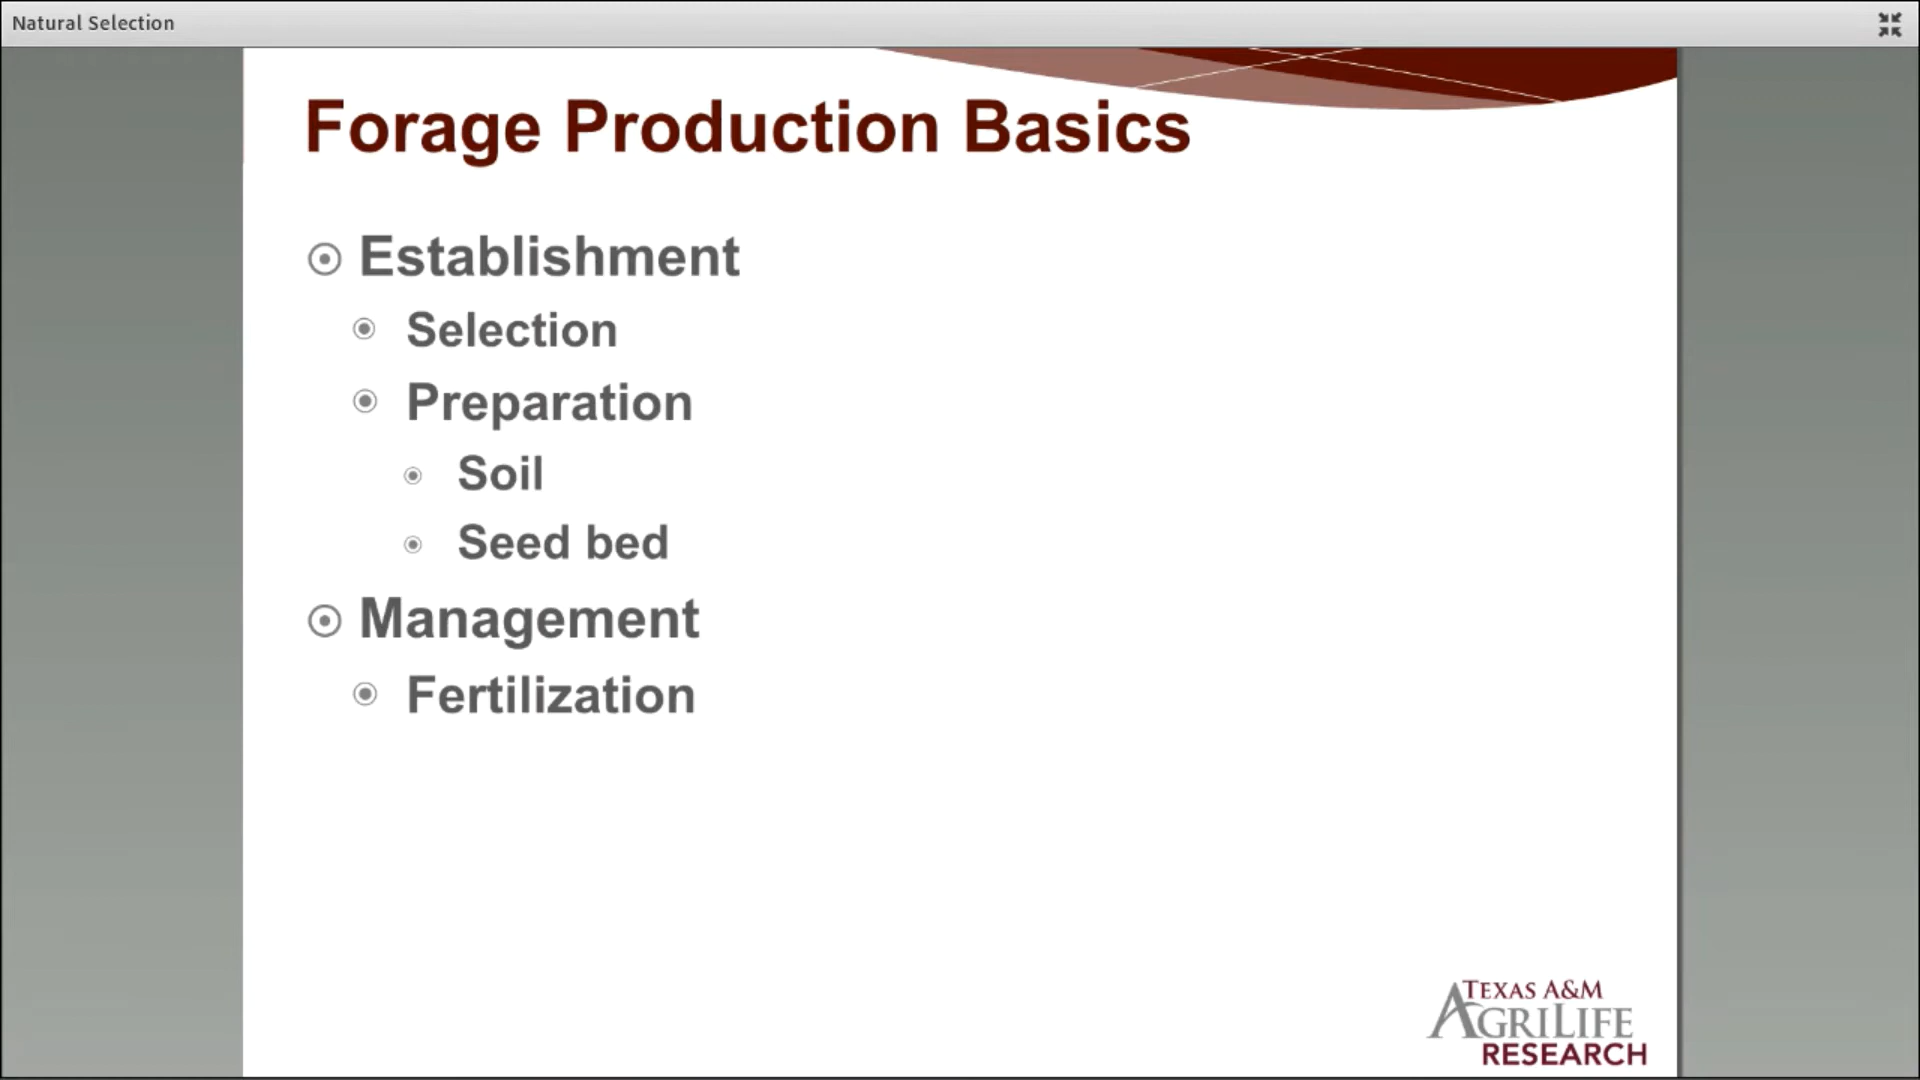 Natural Selection
Forage Production Basics
Establishment
Selection
Preparation
Soil
Seed bed
Management
Fertilization
TEXAS A&M
AGRILIFE
RESEARCH